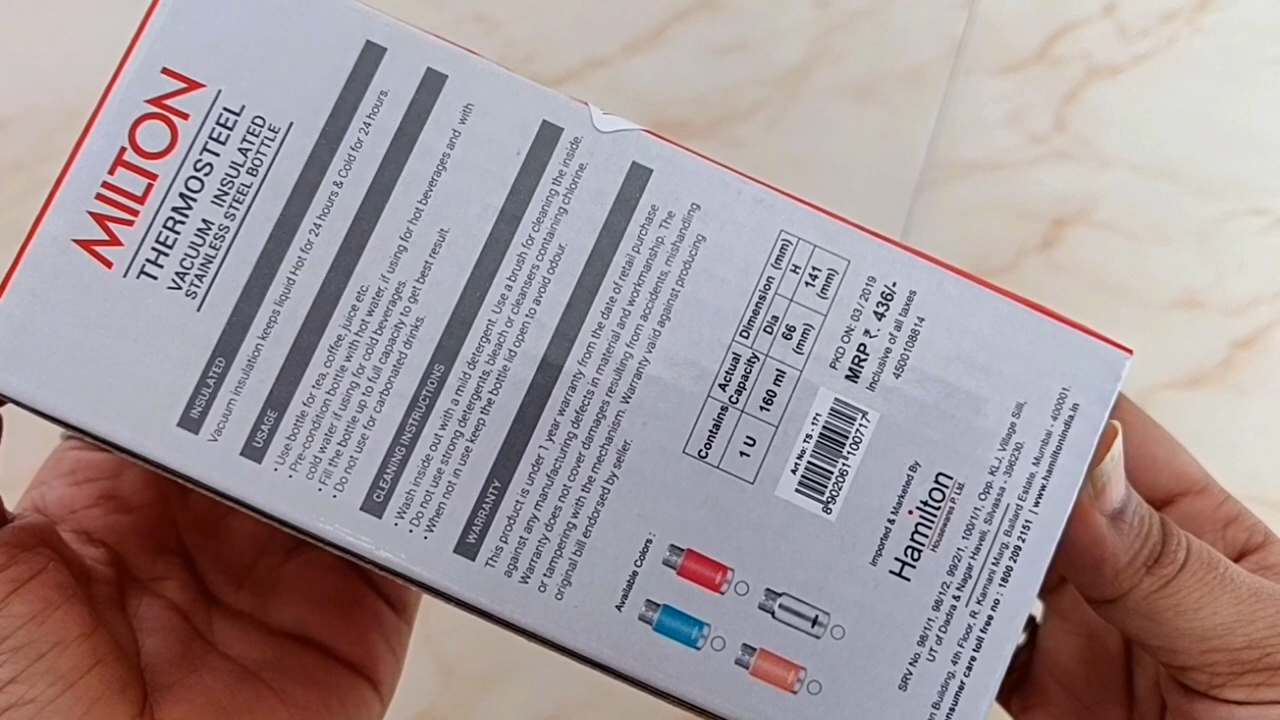 MILTON
THERMOSTEEL
VACUUM INSULATED
STAINLESS STEEL BOTTLE
INSULATED
Vacuum insulation keeps liquid Hot for 24 hours & Cold for 24 hours.
USAGE
• Use bottle for tea, coffee, juice etc.
• Pre-condition bottle with hot water, if using for hot beverages and with
cold water if using for cold beverages.
• Fill the bottle up to full capacity to get best result.
• Do not use for carbonated drinks.
CLEANING INSTRUCTIONS
• Wash inside out with a mild detergent. Use a brush for cleaning the inside.
• Do not use strong detergents, bleach or cleansers containing chlorine.
• When not in use keep the bottle lid open to avoid odour.
WARRANTY
This product is under 1 year warranty from the date of retail purchase
against any manufacturing defects in material and workmanship. The
Warranty does not cover damages resulting from accidents, mishandling
or tampering with the mechanism. Warranty valid against producing
original bill endorsed by seller.
Available Colors :
Contains Actual Capacity Dimension (mm)
Dia H
1 U 160 ml 66 (mm) 141 (mm)
Art No: TS - 171
8902061100717
PKD ON: 03 / 2019
MRP ₹. 436/-
Inclusive of all taxes
4500108814
Imported & Marketed By
Hamilton
Housewares P. Ltd.
SRV No. 98/1/1, 98/1/2, 99/2/1, 100/1/1, Opp. KLJ, Village Silli,
UT of Dadra & Nagar Haveli, Silvassa - 396230.
Building, 4th Floor, R. Kamani Marg, Ballard Estate, Mumbai - 400001.
care toll free no : 1800 209 2151 | www.hamiltonindia.in